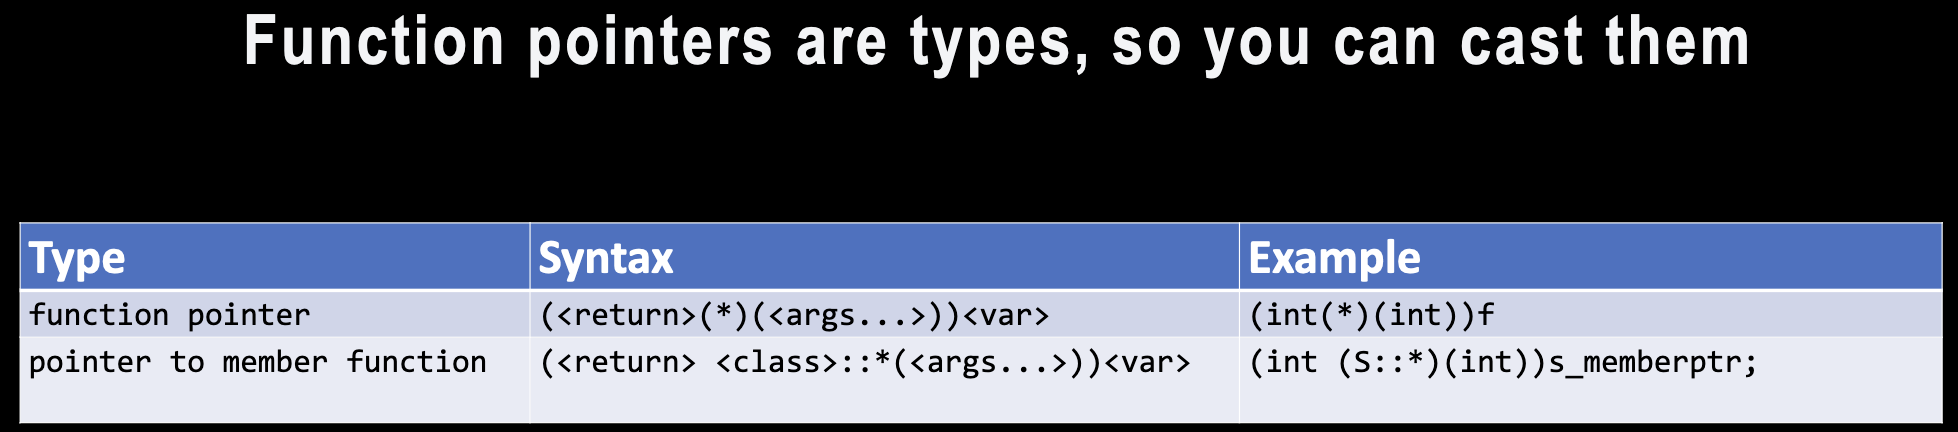 Function pointers are types, so you can cast them
Type Syntax Example
function pointer (<return>(*)(<args...>))<var> (int(*)(int))f
pointer to member function (<return> <class>::*(<args...>))<var> (int (S::*)(int))s_memberptr;